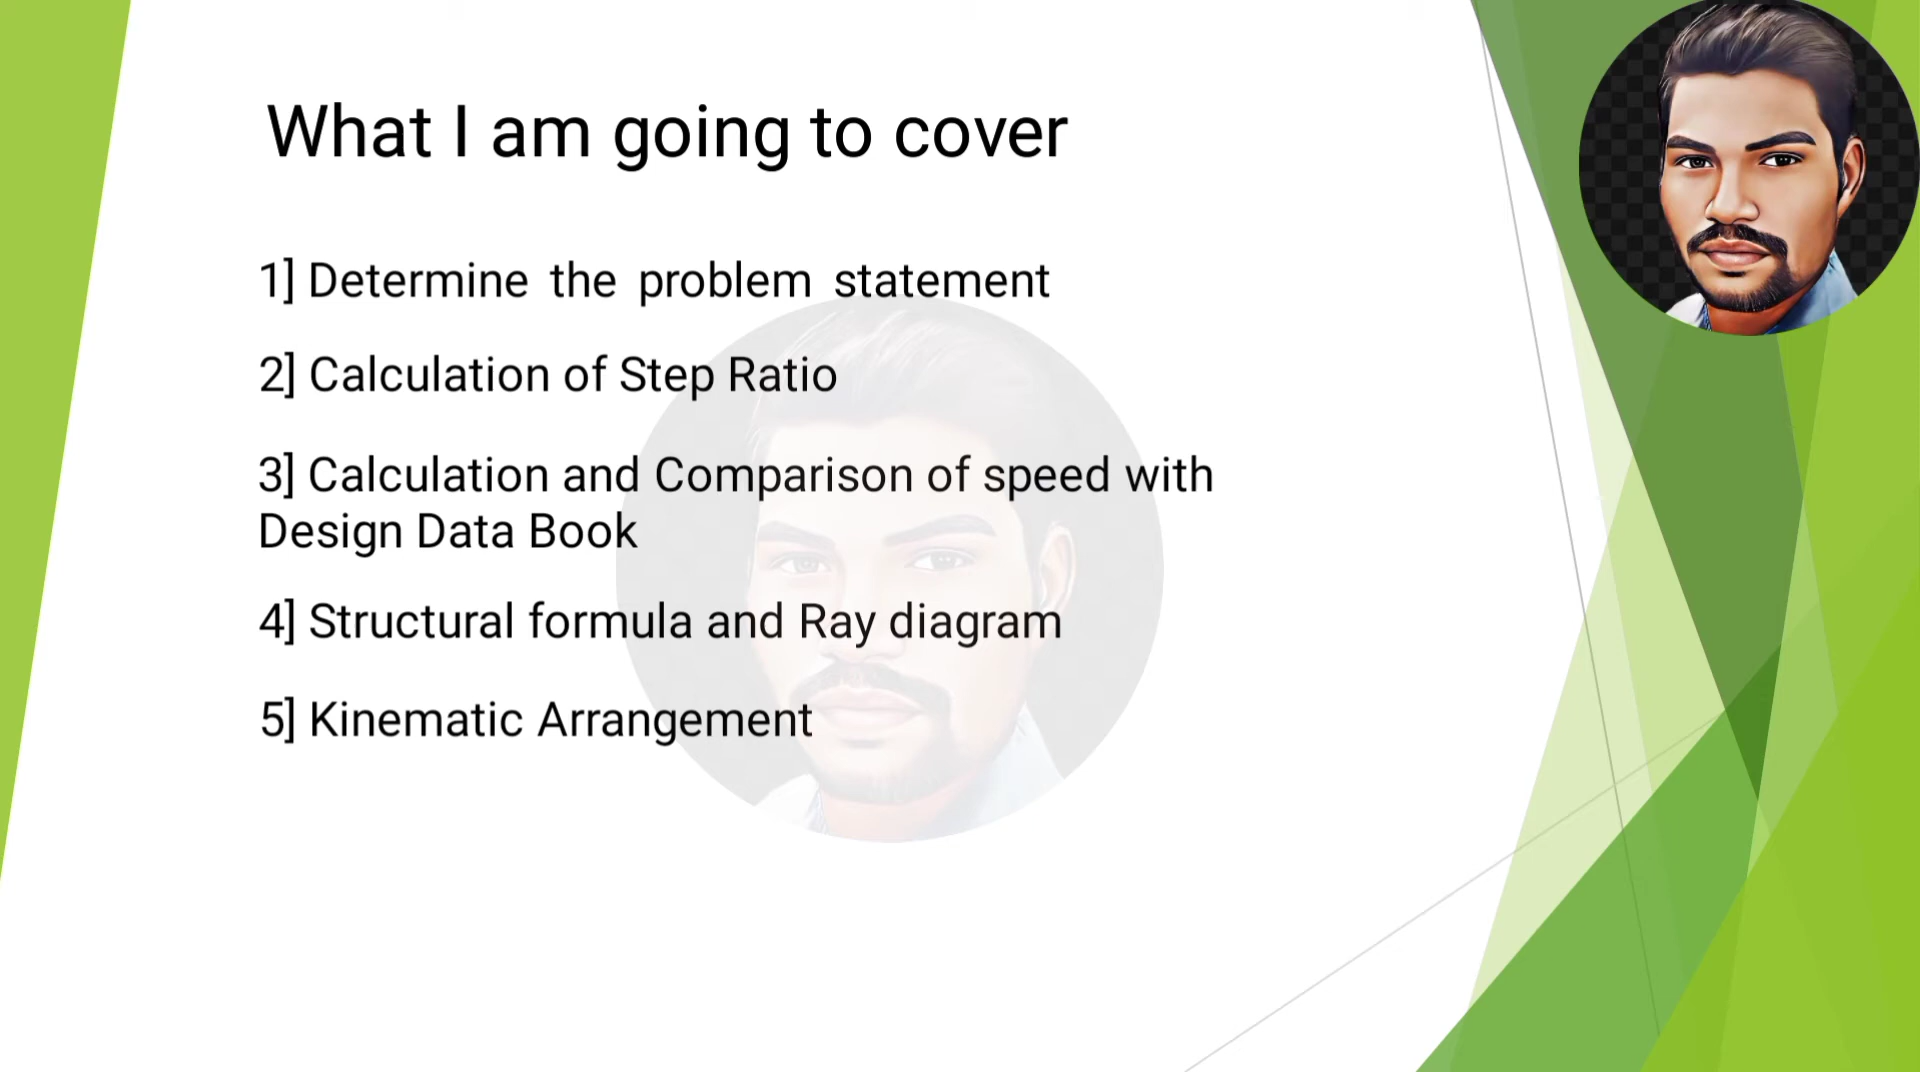 What I am going to cover
1] Determine the problem statement
2] Calculation of Step Ratio
3] Calculation and Comparison of speed with
Design Data Book
4] Structural formula and Ray diagram
5] Kinematic Arrangement